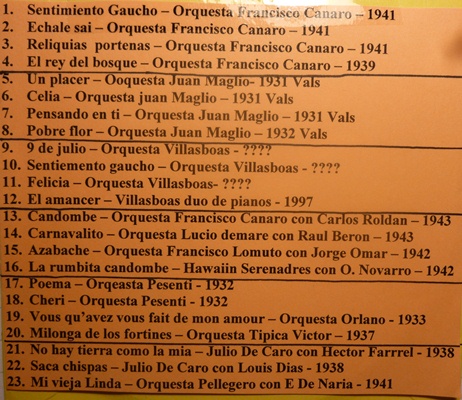 1. Sentimiento Gaucho – Orquesta Francisco Canaro – 1941
2. Echale sai – Orquesta Francisco Canaro – 1941
3. Reliquias portenas – Orquesta Francisco Canaro – 1941
4. El rey del bosque – Orquesta Francisco Canaro – 1939
5. Un placer – Ooquesta Juan Maglio- 1931 Vals
6. Celia – Orquesta juan Maglio – 1931 Vals
7. Pensando en ti – Orquesta Juan Maglio – 1931 Vals
8. Pobre flor – Orquesta Juan Maglio – 1932 Vals
9. 9 de julio – Orquesta Villasboas - ????
10. Sentiemento gaucho – Orquesta Villasboas - ????
11. Felicia – Orquesta Villasboas- ????
12. El amancer – Villasboas duo de pianos - 1997
13. Candombe – Orquesta Francisco Canaro con Carlos Roldan – 1943
14. Carnavalito – Orquesta Lucio demare con Raul Beron – 1943
15. Azabache – Orquesta Francisco Lomuto con Jorge Omar – 1942
16. La rumbita candombe – Hawaiin Serenadres con O. Novarro – 1942
17. Poema – Orqeasta Pesenti - 1932
18. Cheri – Orquesta Pesenti - 1932
19. Vous qu'avez vous fait de mon amour – Orquesta Orlano – 1933
20. Milonga de los fortines – Orquesta Tipica Victor – 1937
21. No hay tierra como la mia – Julio De Caro con Hector Farrrel - 1938
22. Saca chispas – Julio De Caro con Louis Dias - 1938
23. Mi vieja Linda – Orquesta Pellegero con E De Naria - 1941